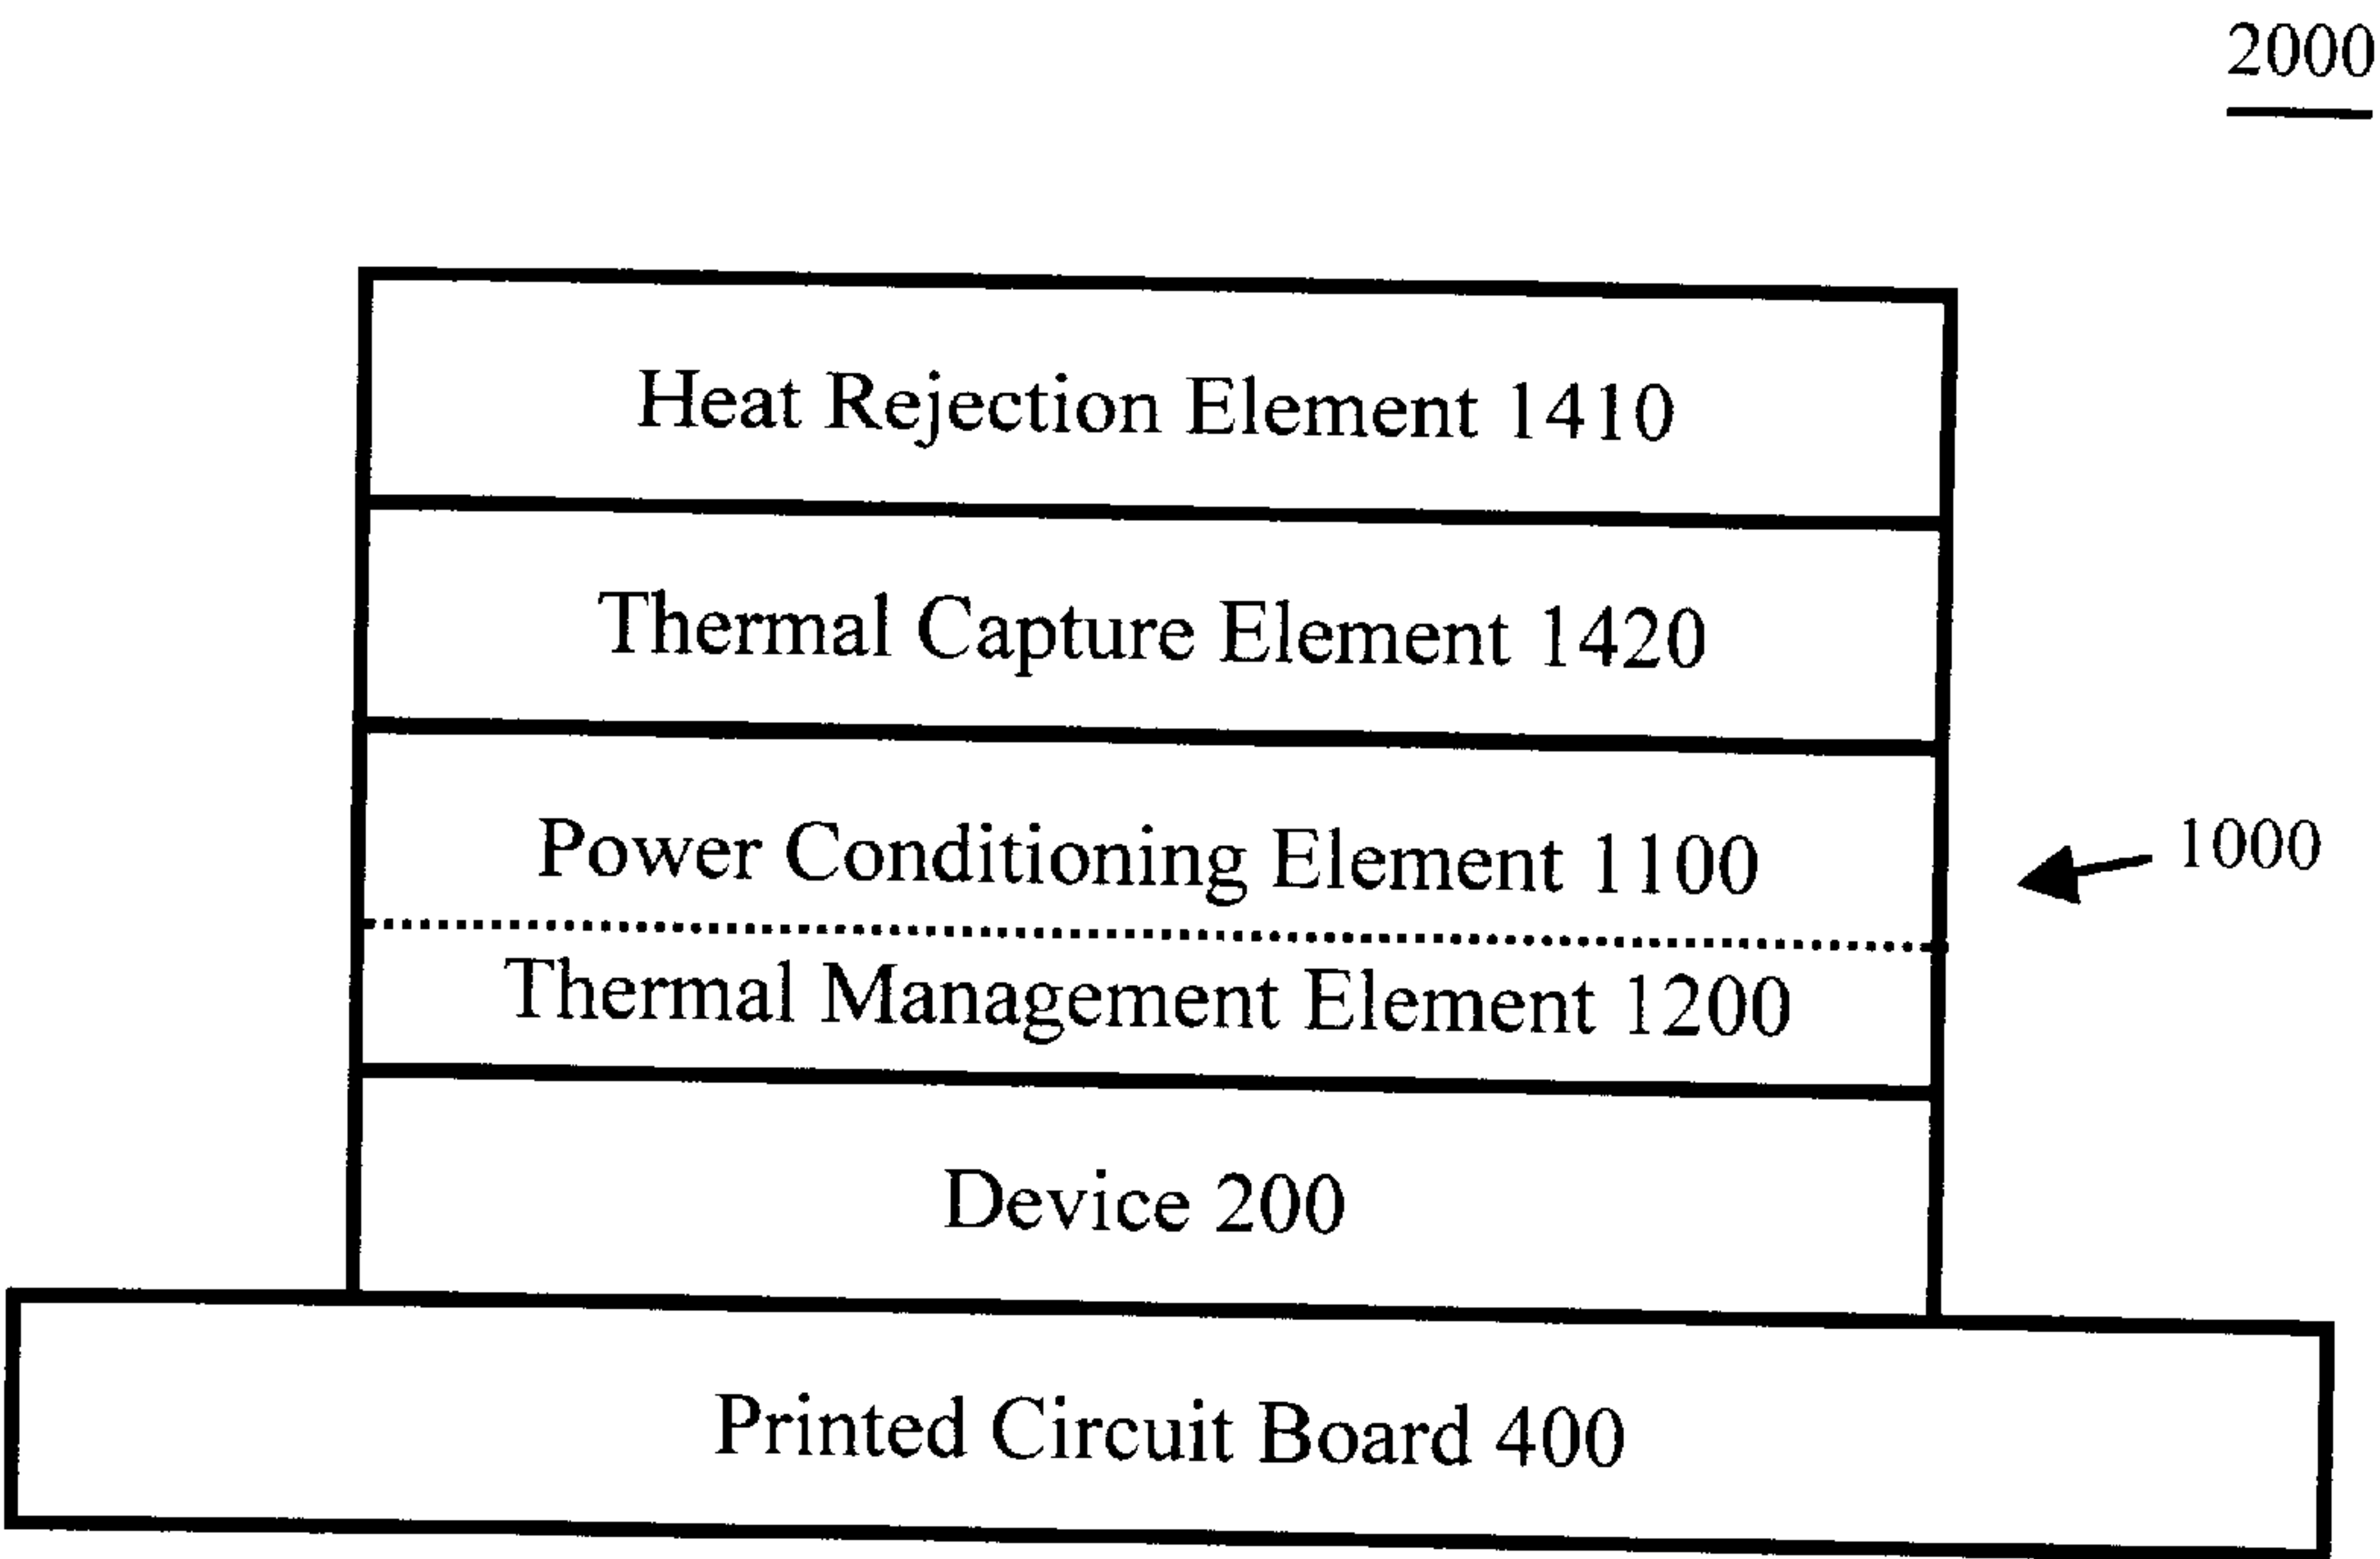 2000
Heat Rejection Element 1410
Thermal Capture Element 1420
Power Conditioning Element 1100
1000
Thermal Management Element 1200
Device 200
Printed Circuit Board 400